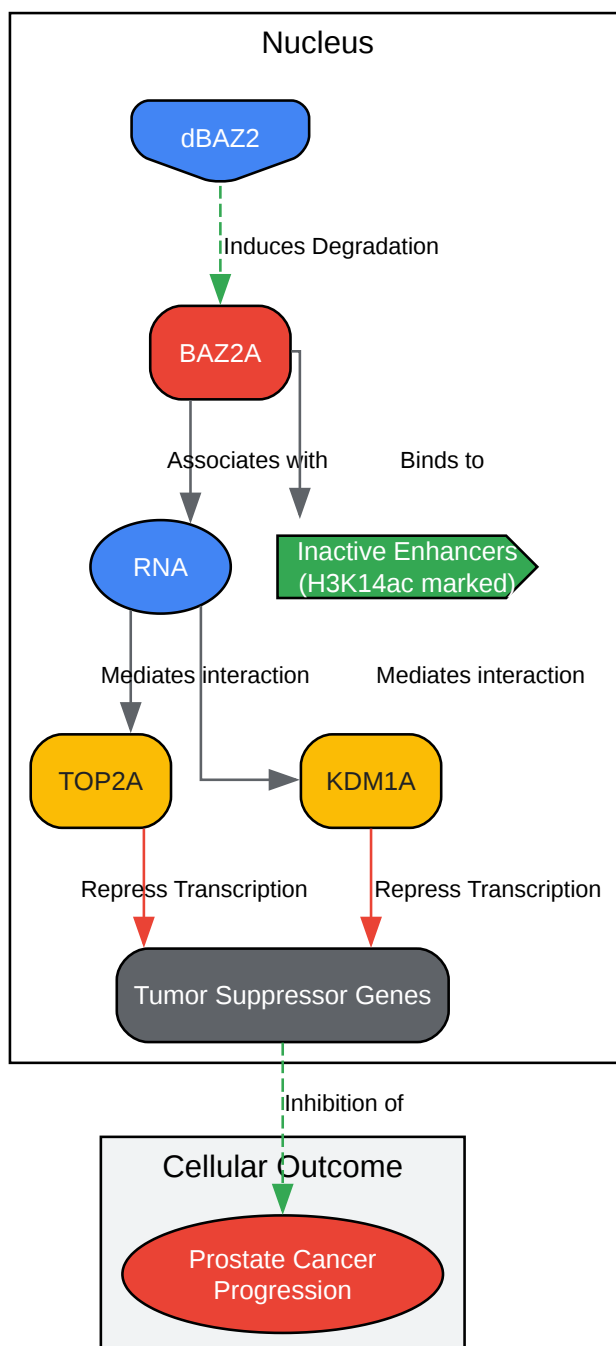 Nucleus
dBAZ2
Induces Degradation
BAZ2A
Associates with
Binds to
RNA
Inactive Enhancers
(H3K14ac marked)
Mediates interaction
Mediates interaction
TOP2A
KDM1A
Repress Transcription
Repress Transcription
Tumor Suppressor Genes
Inhibition of
Cellular Outcome
Prostate Cancer
Progression